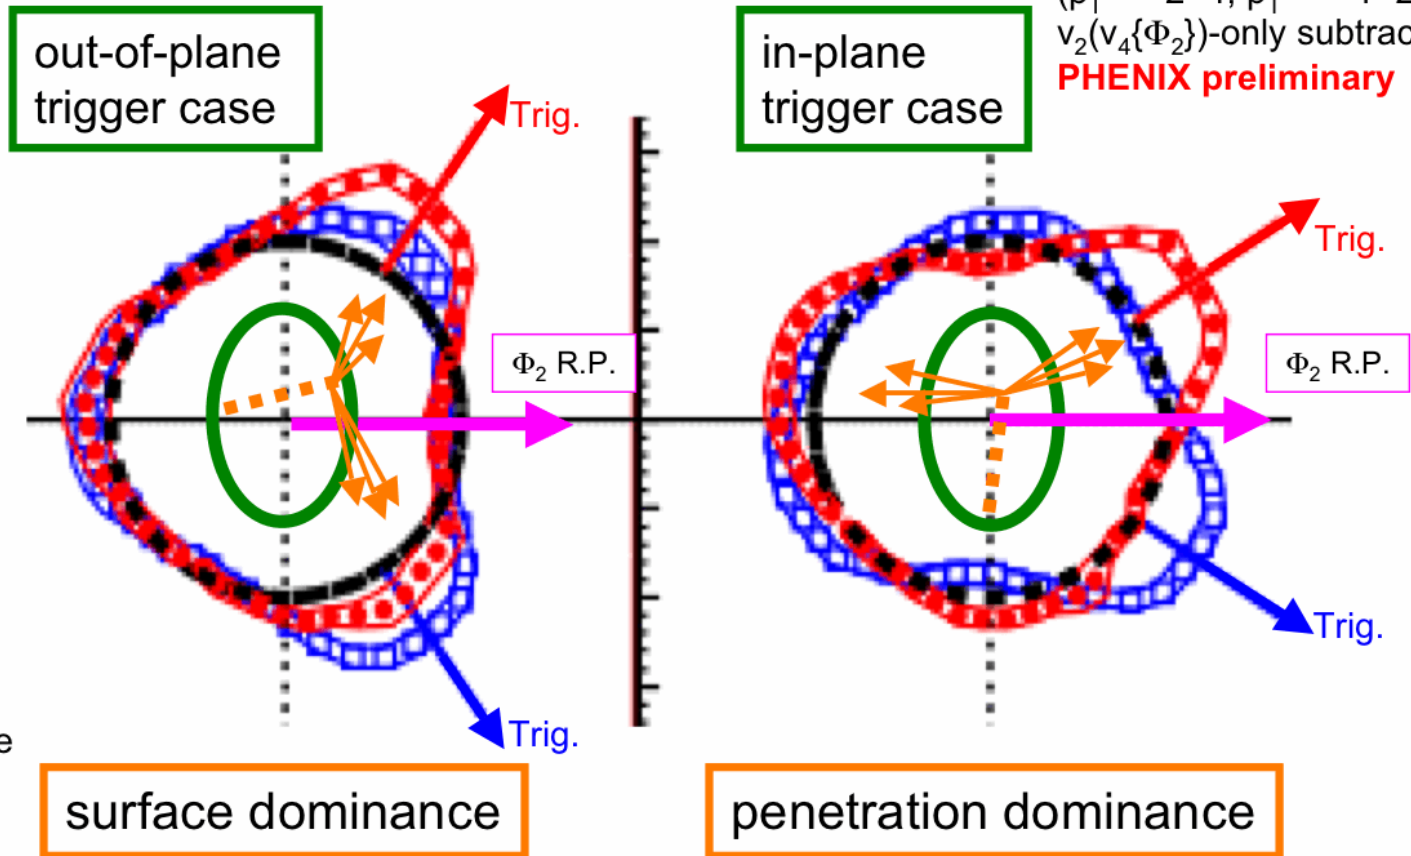 out-of-plane
trigger case
in-plane
trigger case
v₂(v₄{Φ₂})-only subtrac
PHENIX preliminary
Trig.
Trig.
Φ₂ R.P.
Φ₂ R.P.
Trig.
Trig.
e
surface dominance
penetration dominance